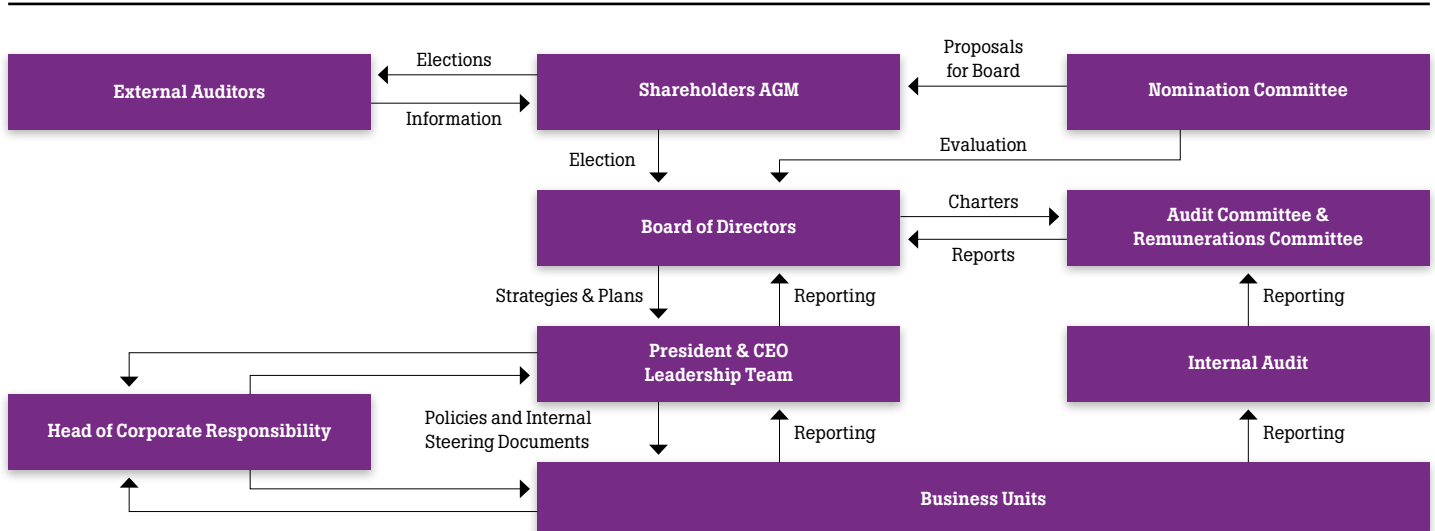 External Auditors
Elections
Information
Shareholders AGM
Proposals
for Board
Nomination Committee
Election
Evaluation
Board of Directors
Charters
Reports
Audit Committee &
Remunerations Committee
Strategies & Plans
Reporting
Reporting
President & CEO
Leadership Team
Internal Audit
Head of Corporate Responsibility
Policies and Internal
Steering Documents
Reporting
Reporting
Business Units